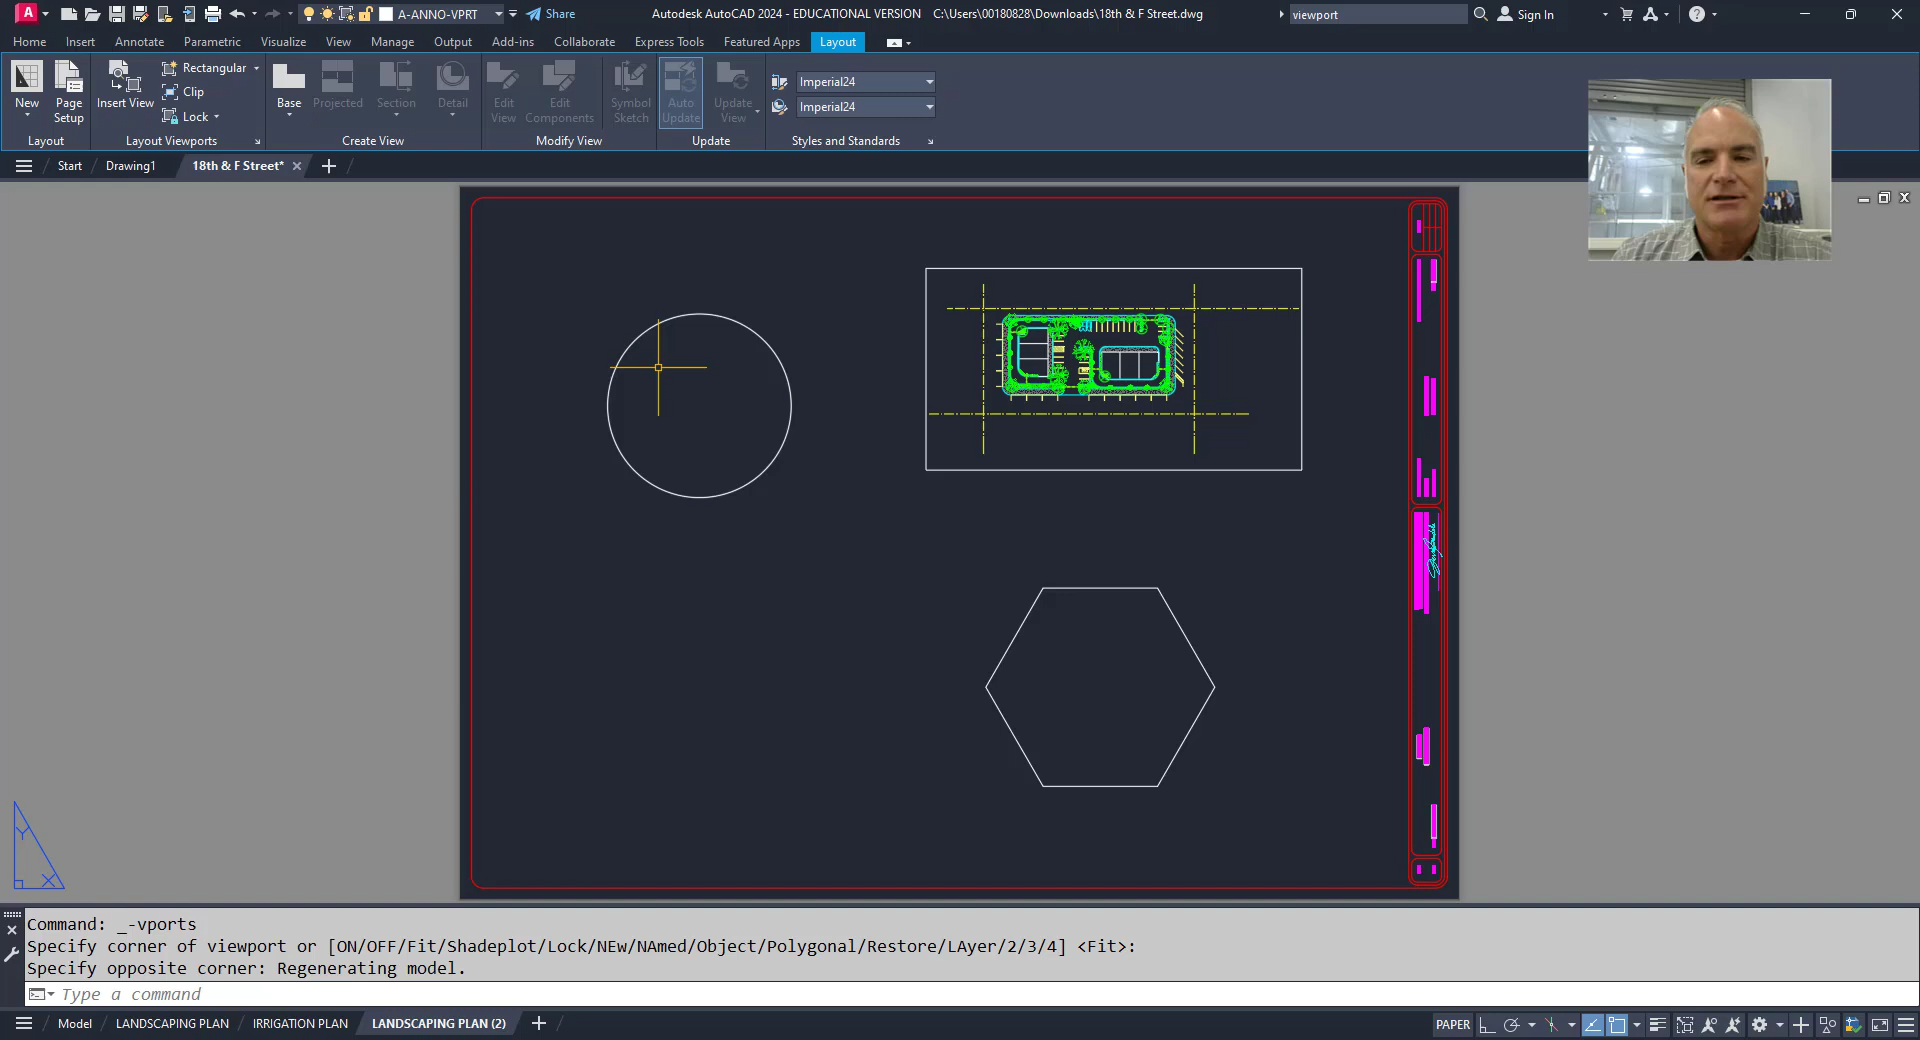 A-ANNO-VPRT
Share
Autodesk AutoCAD 2024 - EDUCATIONAL VERSION
C:\Users\00180828\Downloads\18th & F Street.dwg
viewport
Sign In
Home
Insert
Annotate
Parametric
Visualize
View
Manage
Output
Add-ins
Collaborate
Express Tools
Featured Apps
Layout
New
Page
Setup
Layout
Insert View
Rectangular
Clip
Lock
Layout Viewports
Base
Projected
Section
Detail
Create View
Edit
View
Edit
Components
Symbol
Sketch
Modify View
Auto
Update
Update
View
Update
Imperial24
Imperial24
Styles and Standards
Start
Drawing1
18th & F Street*
Y
X
Command: _-vports
Specify corner of viewport or [ON/OFF/Fit/Shadeplot/Lock/NEw/NAmed/Object/Polygonal/Restore/LAyer/2/3/4] <Fit>:
Specify opposite corner: Regenerating model.
Type a command
Model
LANDSCAPING PLAN
IRRIGATION PLAN
LANDSCAPING PLAN (2)
PAPER